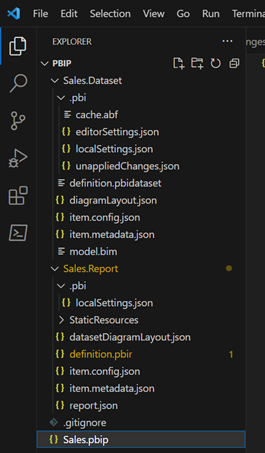 File Edit Selection View Go Run Termina
EXPLORER
nges
PBIP
Sales.Dataset
.pbi
cache.abf
editorSettings.json
localSettings.json
unappliedChanges.json
definition.pbidataset
diagramLayout.json
item.config.json
item.metadata.json
model.bim
Sales.Report
.pbi
localSettings.json
StaticResources
datasetDiagramLayout.json
definition.pbir 1
item.config.json
item.metadata.json
report.json
.gitignore
Sales.pbip